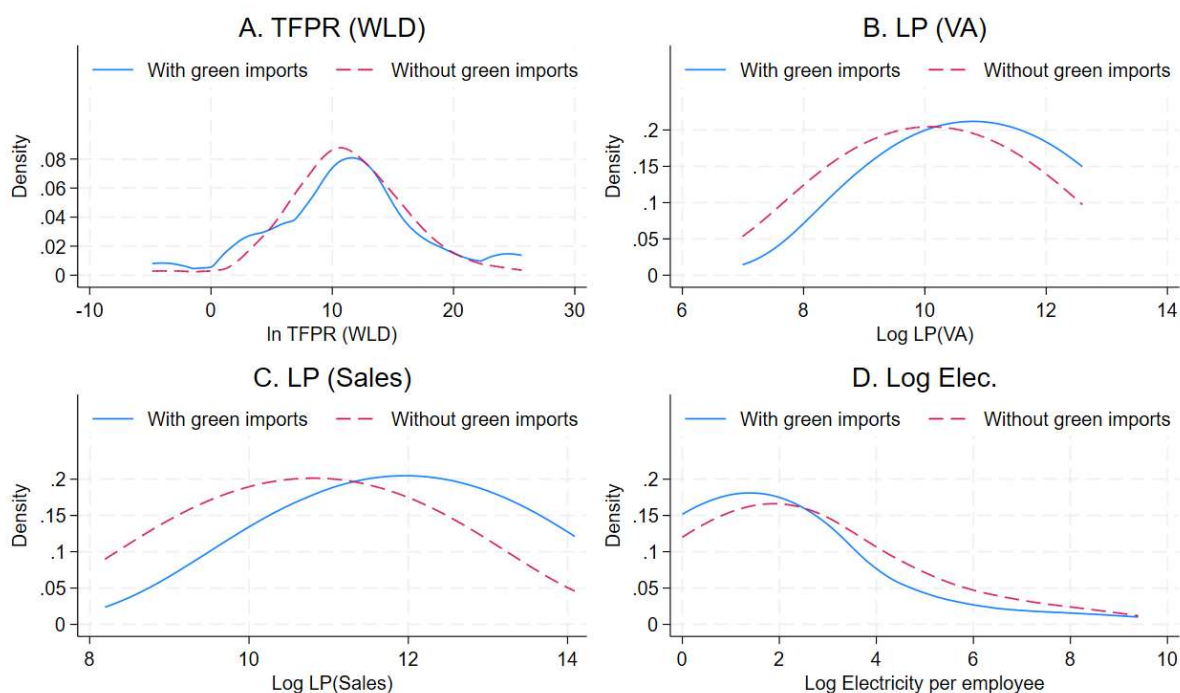 A. TFPR (WLD)
With green imports Without green imports
Density
.08
.06
.04
.02
0
-10 0 10 20 30
ln TFPR (WLD)
B. LP (VA)
With green imports Without green imports
Density
.2
.15
.1
.05
0
6 8 10 12 14
Log LP(VA)
C. LP (Sales)
With green imports Without green imports
Density
.2
.15
.1
.05
0
8 10 12 14
Log LP(Sales)
D. Log Elec.
With green imports Without green imports
Density
.2
.15
.1
.05
0
0 2 4 6 8 10
Log Electricity per employee